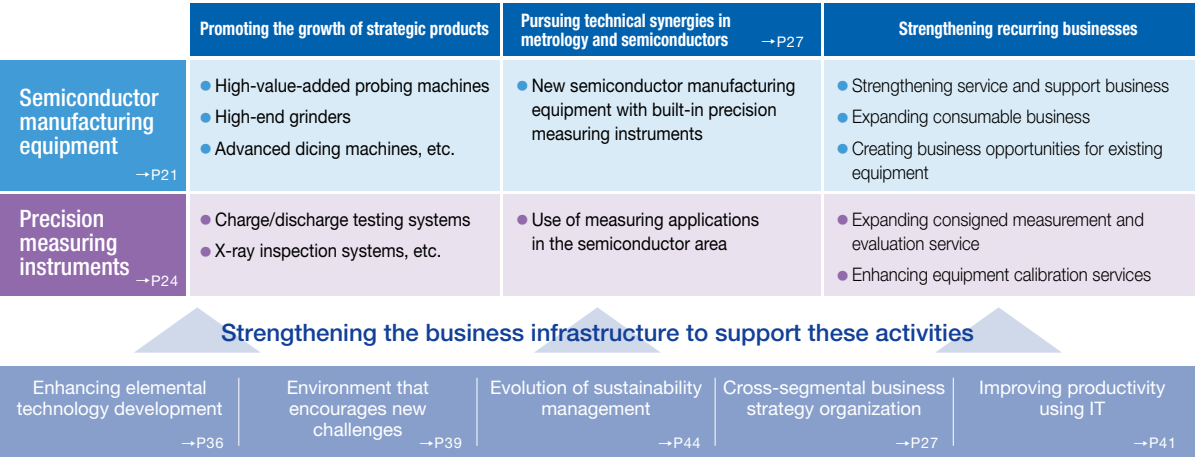 Promoting the growth of strategic products
Pursuing technical synergies in
metrology and semiconductors →P27
Strengthening recurring businesses
Semiconductor
manufacturing
equipment
→P21
● High-value-added probing machines
● High-end grinders
● Advanced dicing machines, etc.
● New semiconductor manufacturing
equipment with built-in precision
measuring instruments
● Strengthening service and support business
● Expanding consumable business
● Creating business opportunities for existing
equipment
Precision
measuring
instruments
→P24
● Charge/discharge testing systems
● X-ray inspection systems, etc.
● Use of measuring applications
in the semiconductor area
● Expanding consigned measurement and
evaluation service
● Enhancing equipment calibration services
Strengthening the business infrastructure to support these activities
Enhancing elemental
technology development
→P36
Environment that
encourages new
challenges
→P39
Evolution of sustainability
management
→P44
Cross-segmental business
strategy organization
→P27
Improving productivity
using IT
→P41